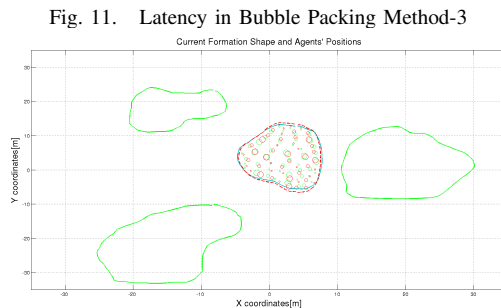 Fig. 11. Latency in Bubble Packing Method-3
Current Formation Shape and Agents' Positions
Y coordinates[m]
30
20
10
0
-10
-20
-30
-30 -20 -10 0 10 20 30
X coordinates[m]